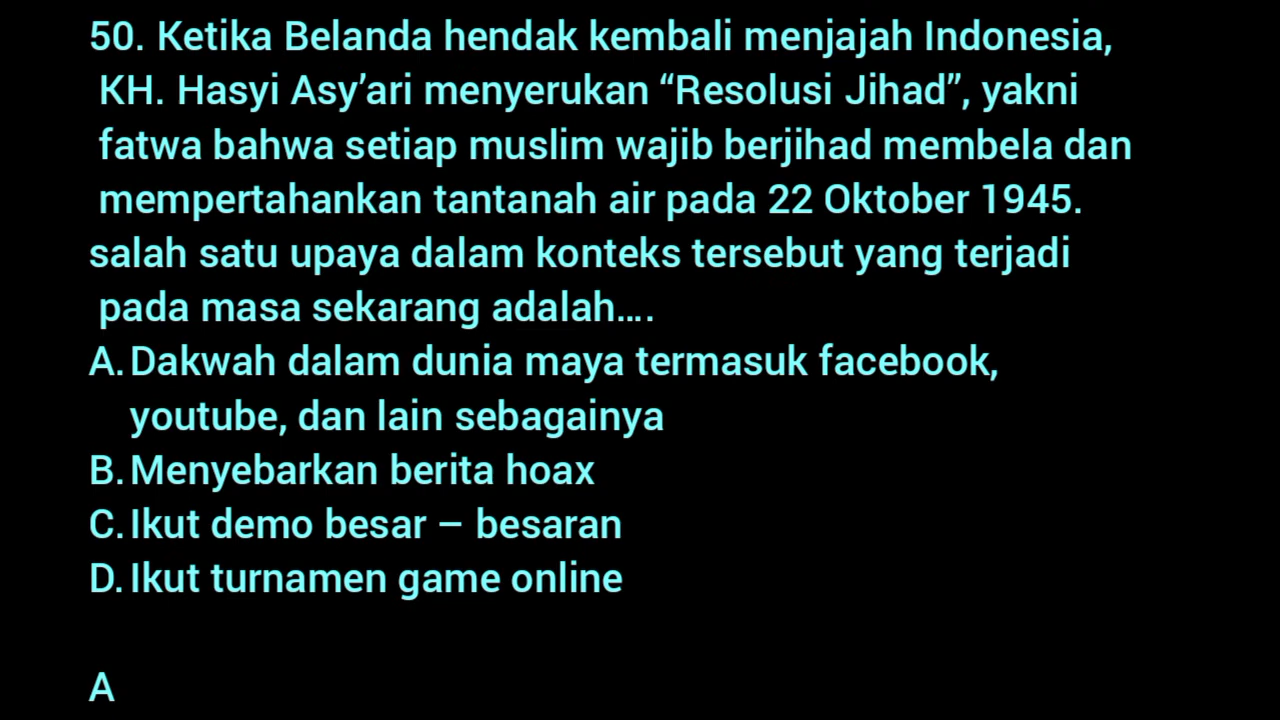 50. Ketika Belanda hendak kembali menjajah Indonesia,
KH. Hasyi Asy’ari menyerukan “Resolusi Jihad”, yakni
fatwa bahwa setiap muslim wajib berjihad membela dan
mempertahankan tantanah air pada 22 Oktober 1945.
salah satu upaya dalam konteks tersebut yang terjadi
pada masa sekarang adalah....
A. Dakwah dalam dunia maya termasuk facebook,
youtube, dan lain sebagainya
B. Menyebarkan berita hoax
C. Ikut demo besar – besaran
D. Ikut turnamen game online
A